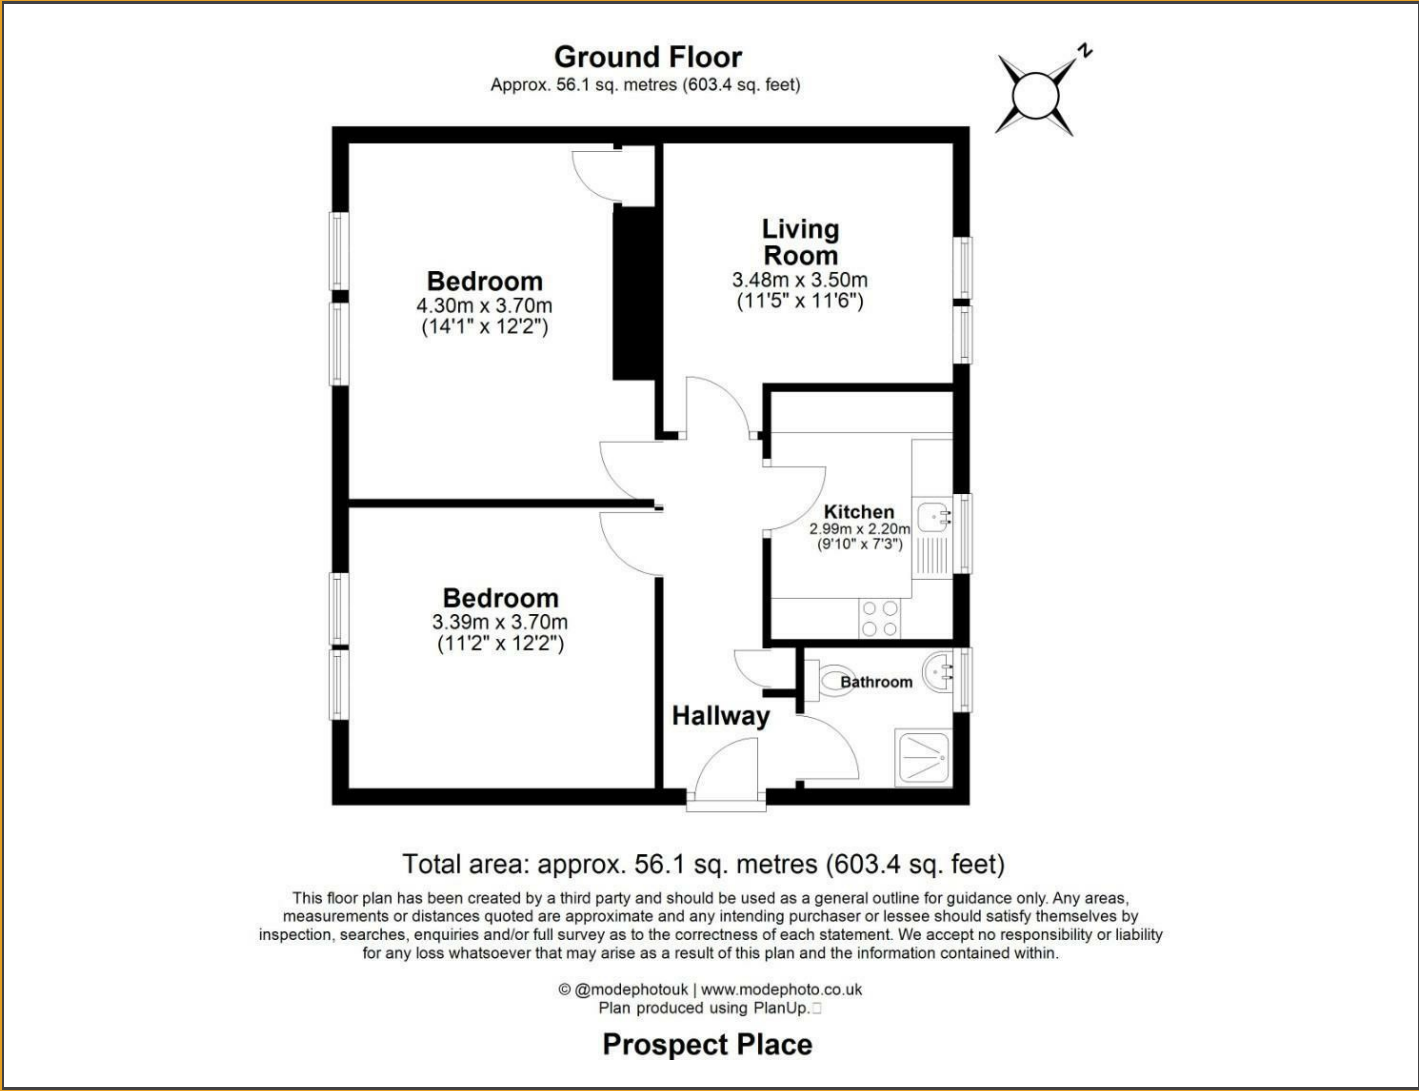 Ground Floor
Approx. 56.1 sq. metres (603.4 sq. feet)
N
Living
Room
3.48m x 3.50m
(11'5" x 11'6")
Bedroom
4.30m x 3.70m
(14'1" x 12'2")
Kitchen
2.99m x 2.20m
(9'10" x 7'3")
Bedroom
3.39m x 3.70m
(11'2" x 12'2")
Bathroom
Hallway
Total area: approx. 56.1 sq. metres (603.4 sq. feet)
This floor plan has been created by a third party and should be used as a general outline for guidance only. Any areas,
measurements or distances quoted are approximate and any intending purchaser or lessee should satisfy themselves by
inspection, searches, enquiries and/or full survey as to the correctness of each statement. We accept no responsibility or liability
for any loss whatsoever that may arise as a result of this plan and the information contained within.
© @modephotouk | www.modephoto.co.uk
Plan produced using PlanUp.
Prospect Place